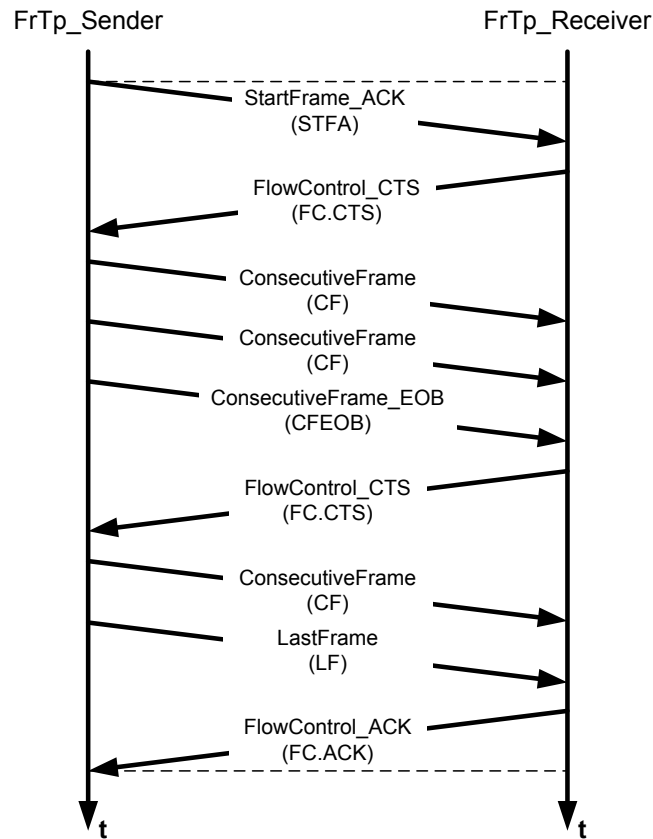 FrTp_Sender
FrTp_Receiver
StartFrame_ACK
(STFA)
FlowControl_CTS
(FC.CTS)
ConsecutiveFrame
(CF)
ConsecutiveFrame
(CF)
ConsecutiveFrame_EOB
(CFEOB)
FlowControl_CTS
(FC.CTS)
ConsecutiveFrame
(CF)
LastFrame
(LF)
FlowControl_ACK
(FC.ACK)
t
t